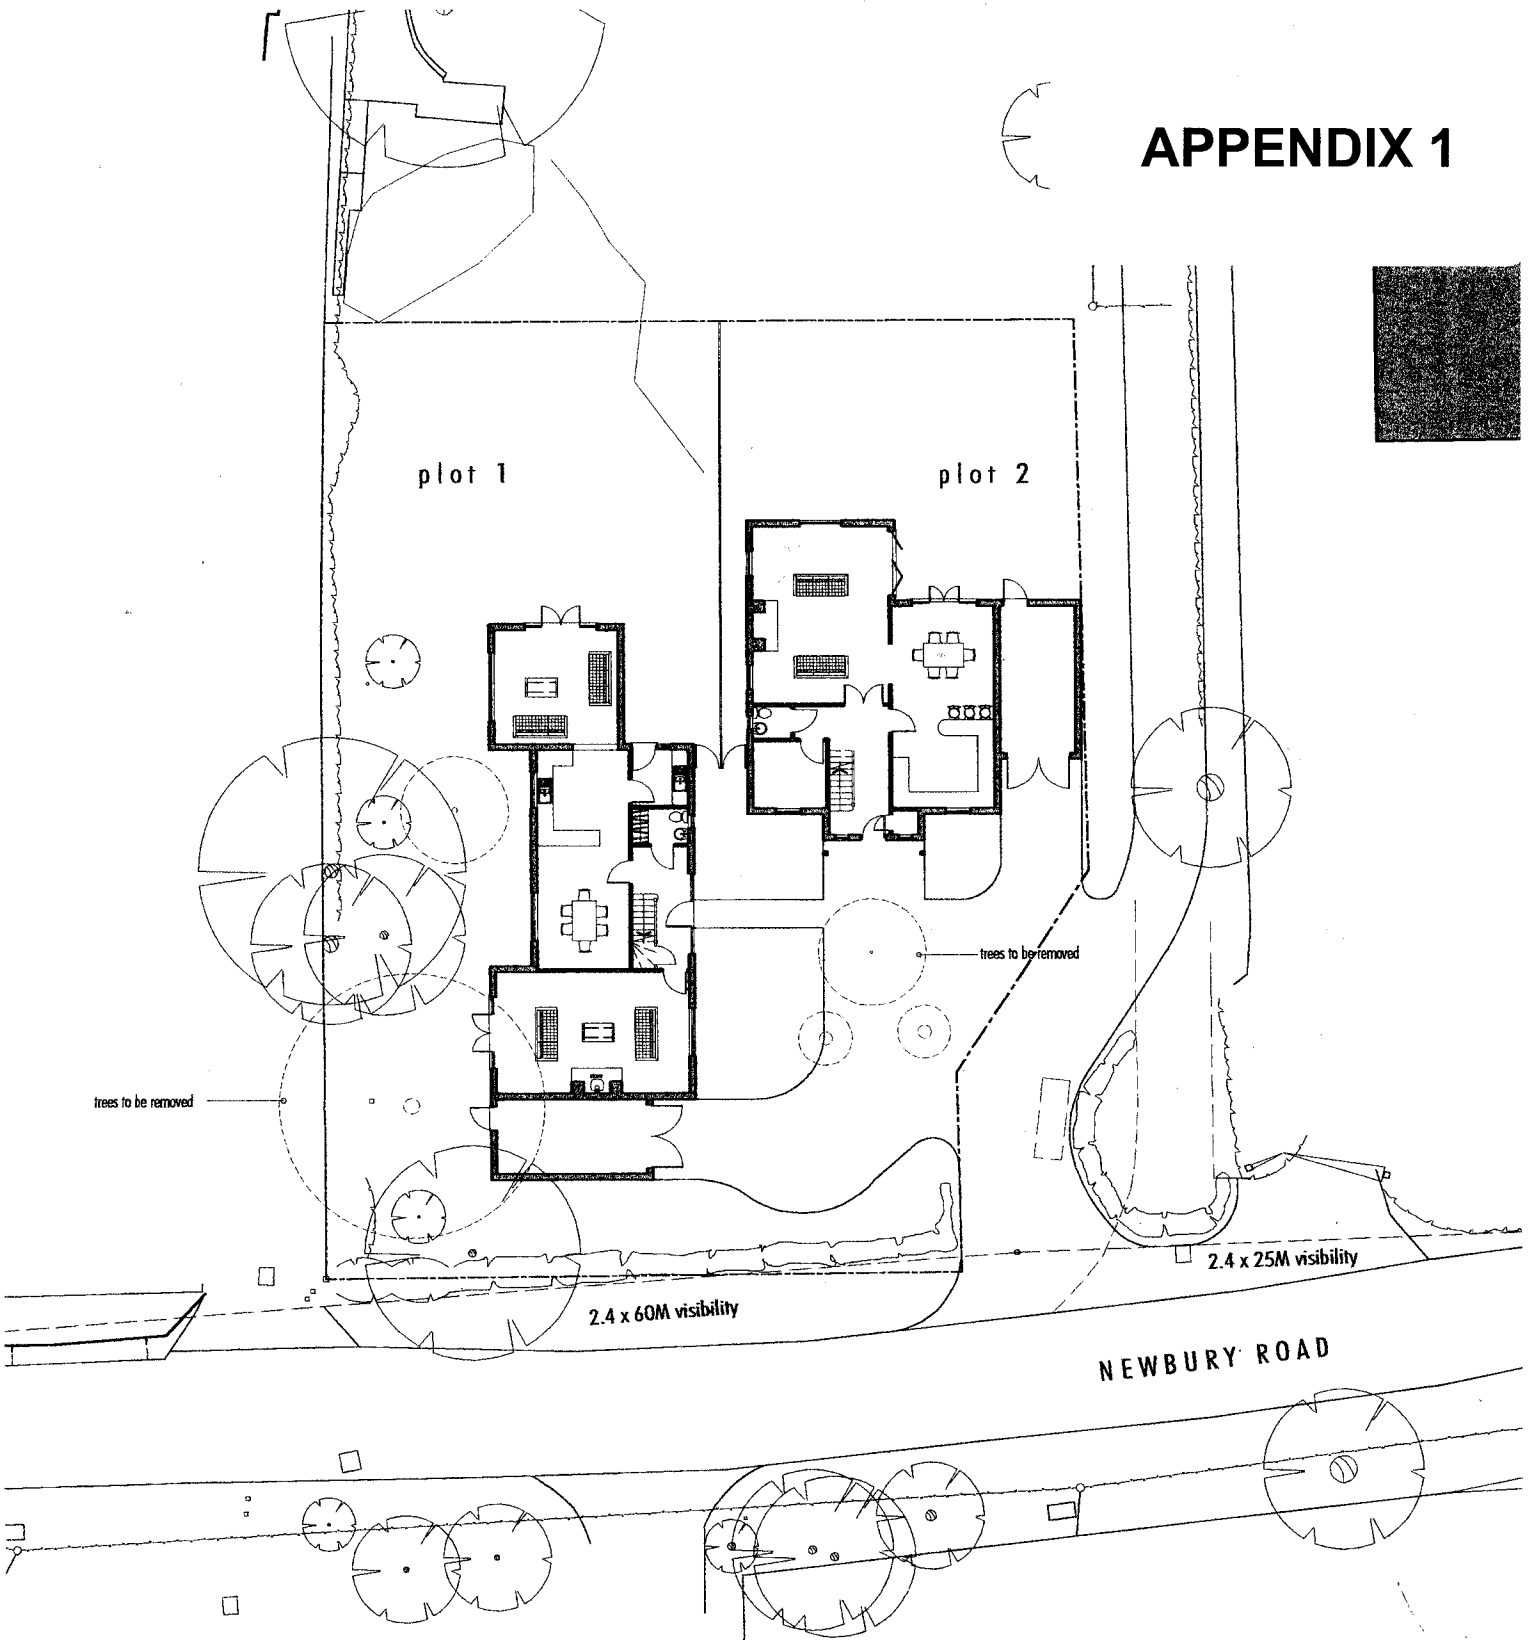 APPENDIX 1
plot 1
plot 2
trees to be removed
trees to be removed
2.4 x 25M visibility
2.4 x 60M visibility
NEWBURY ROAD